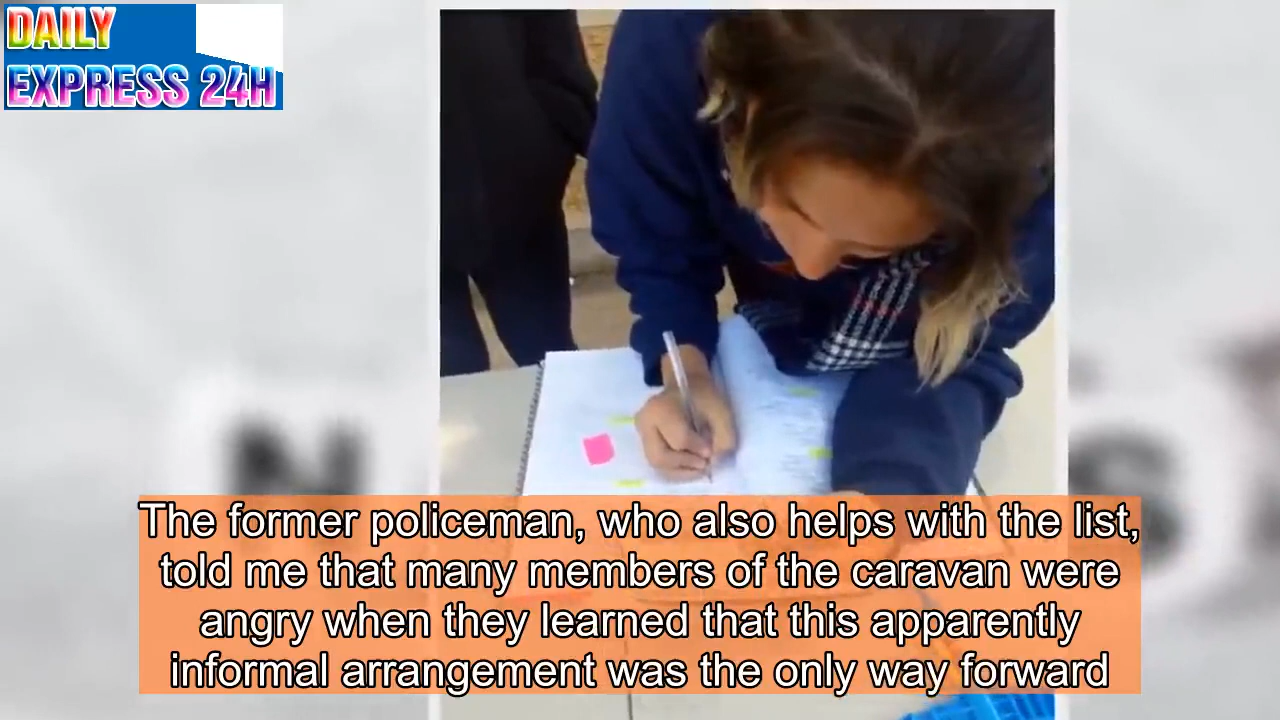 DAILY
EXPRESS 24H
The former policeman, who also helps with the list,
told me that many members of the caravan were
angry when they learned that this apparently
informal arrangement was the only way forward